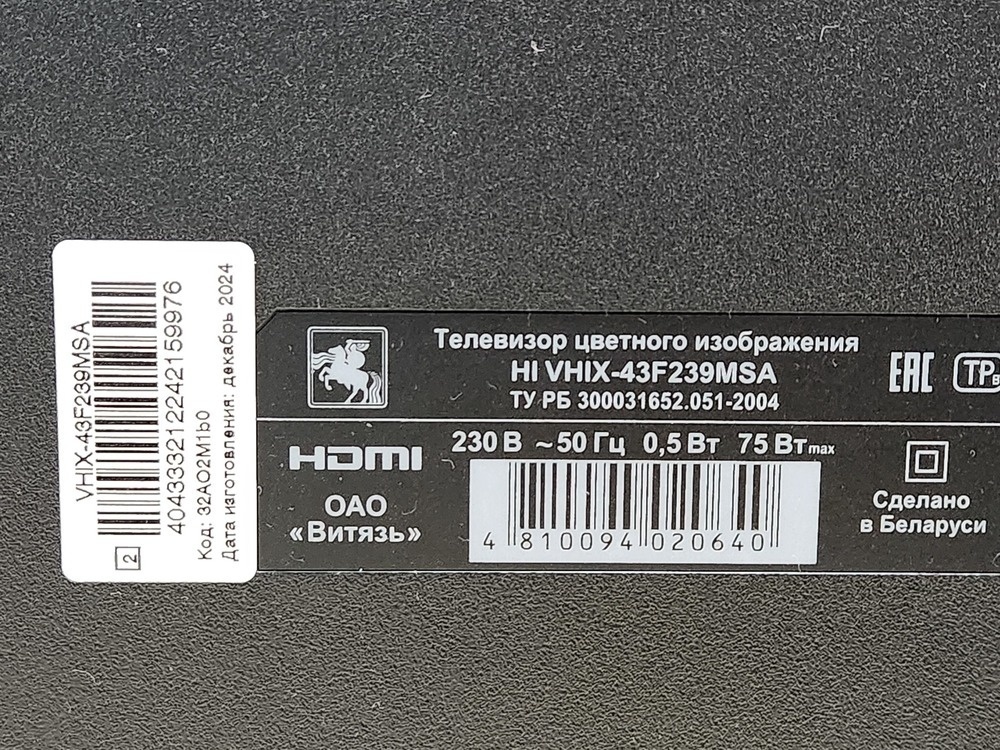 VHIX-43F239MSA
404333212242159976
Код: 32AO2M1b0
Дата изготовления: декабрь 2024
2
Телевизор цветного изображения
HI VHIX-43F239MSA
ТУ РБ 300031652.051-2004
EAC
ТР
HDMI
230 В ~50 Гц 0,5 Вт 75 Вт max
ОАО
«Витязь»
4 810094 020640
Сделано
в Беларуси